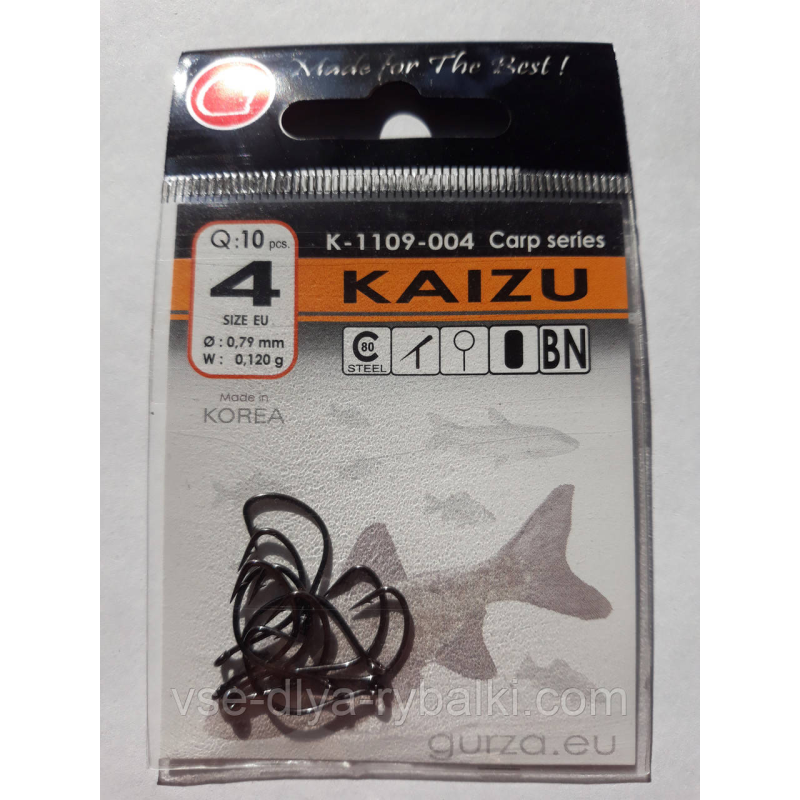 G
Made for The Best !
Q:10 pcs.
4
SIZE EU
Ø : 0,79 mm
W : 0,120 g
K-1109-004 Carp series
KAIZU
C 80 STEEL
BN
Made in
KOREA
vse-dlya-rybalki.com
gurza.eu